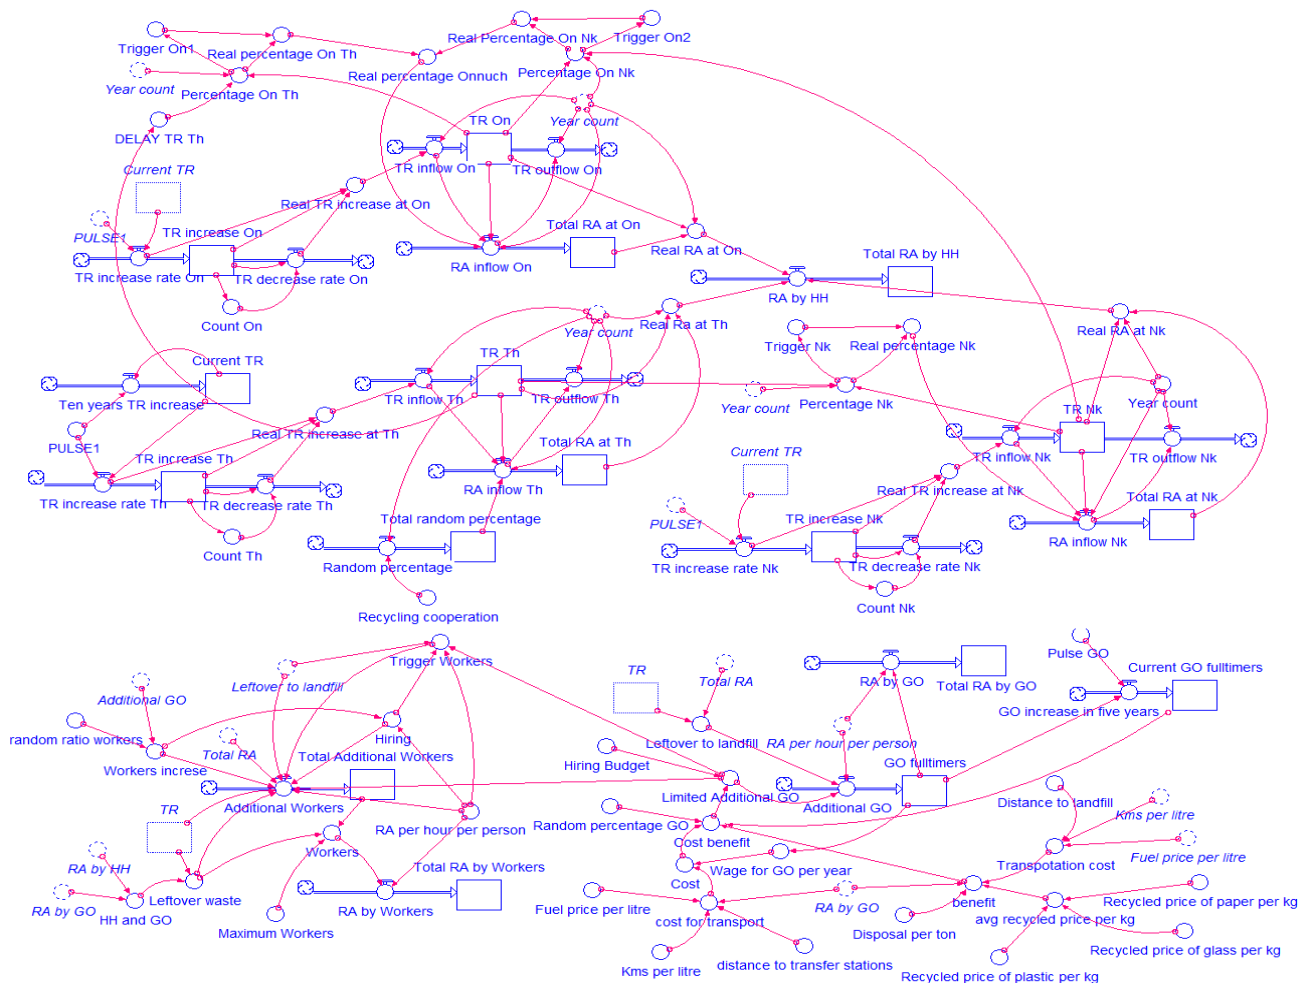 Trigger On1
Real percentage On Th
Real Percentage On Nk
Trigger On2
Real percentage Onnuch
Percentage On Nk
Year count
Percentage On Th
DELAY TR Th
TR On
Year count
Current TR
TR inflow On
TR outflow On
Real TR increase at On
PULSE1
TR increase On
Total RA at On
Real RA at On
TR increase rate On
TR decrease rate On
RA inflow On
Total RA by HH
RA by HH
Count On
Year count
Real Ra at Th
Trigger Nk
Real percentage Nk
Real RA at Nk
Current TR
TR Th
Ten years TR increase
TR inflow Th
TR outflow Th
Year count
Percentage Nk
Year count
TR Nk
PULSE1
Real TR increase at Th
Total RA at Th
TR increase Th
Current TR
TR inflow Nk
TR outflow Nk
RA inflow Th
Real TR increase at Nk
TR increase rate Th
TR decrease rate Th
Total RA at Nk
Total random percentage
PULSE1
TR increase Nk
RA inflow Nk
Count Th
Random percentage
TR increase rate Nk
TR decrease rate Nk
Recycling cooperation
Count Nk
Trigger Workers
Pulse GO
Leftover to landfill
TR
Total RA
RA by GO
Total RA by GO
Current GO fulltimers
Additional GO
GO increase in five years
random ratio workers
Hiring
Total RA
Leftover to landfill
RA per hour per person
Workers increse
Total Additional Workers
Hiring Budget
GO fulltimers
Additional Workers
Limited Additional GO
Additional GO
Distance to landfill
TR
RA per hour per person
Random percentage GO
Kms per litre
Cost benefit
Workers
RA by HH
Total RA by Workers
Cost
Wage for GO per year
Transpotation cost
Fuel price per litre
Leftover waste
RA by GO
HH and GO
RA by Workers
Fuel price per litre
cost for transport
RA by GO
benefit
Recycled price of paper per kg
avg recycled price per kg
Maximum Workers
Disposal per ton
Recycled price of glass per kg
Kms per litre
distance to transfer stations
Recycled price of plastic per kg